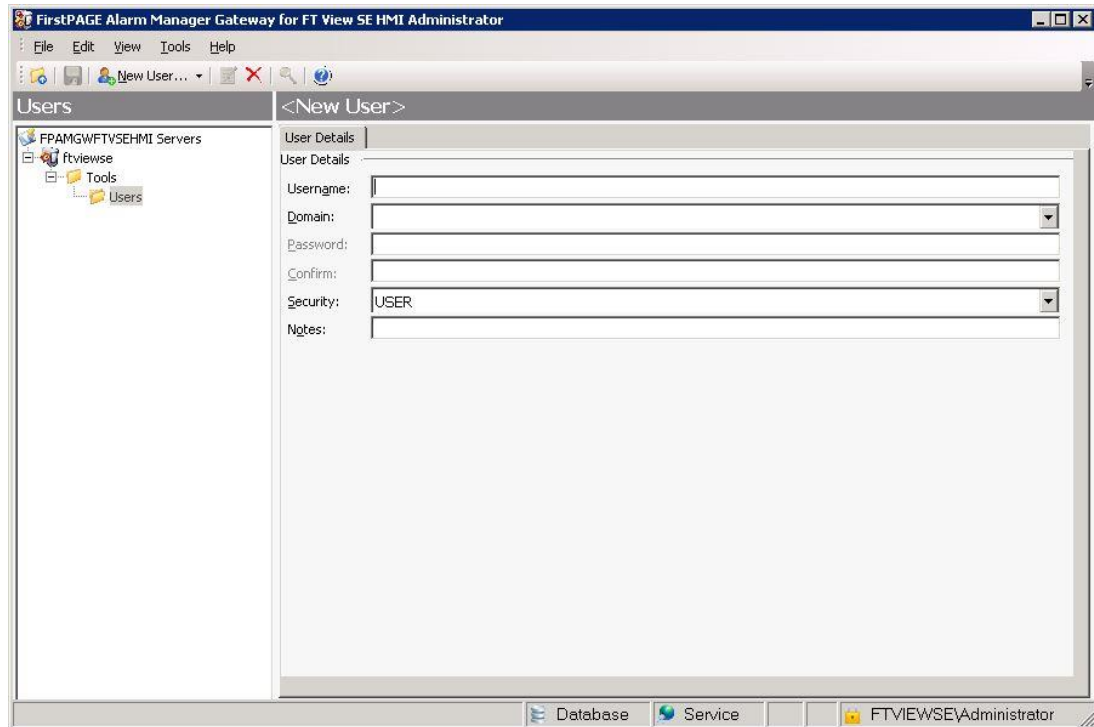 FirstPAGE Alarm Manager Gateway for FT View SE HMI Administrator
File Edit View Tools Help
New User...
Users
<New User>
FPAMGWFTVSEHMI Servers
ftviewse
Tools
Users
User Details
User Details
Username:
Domain:
Password:
Confirm:
Security: USER
Notes:
Database Service FTVIEWSE\Administrator